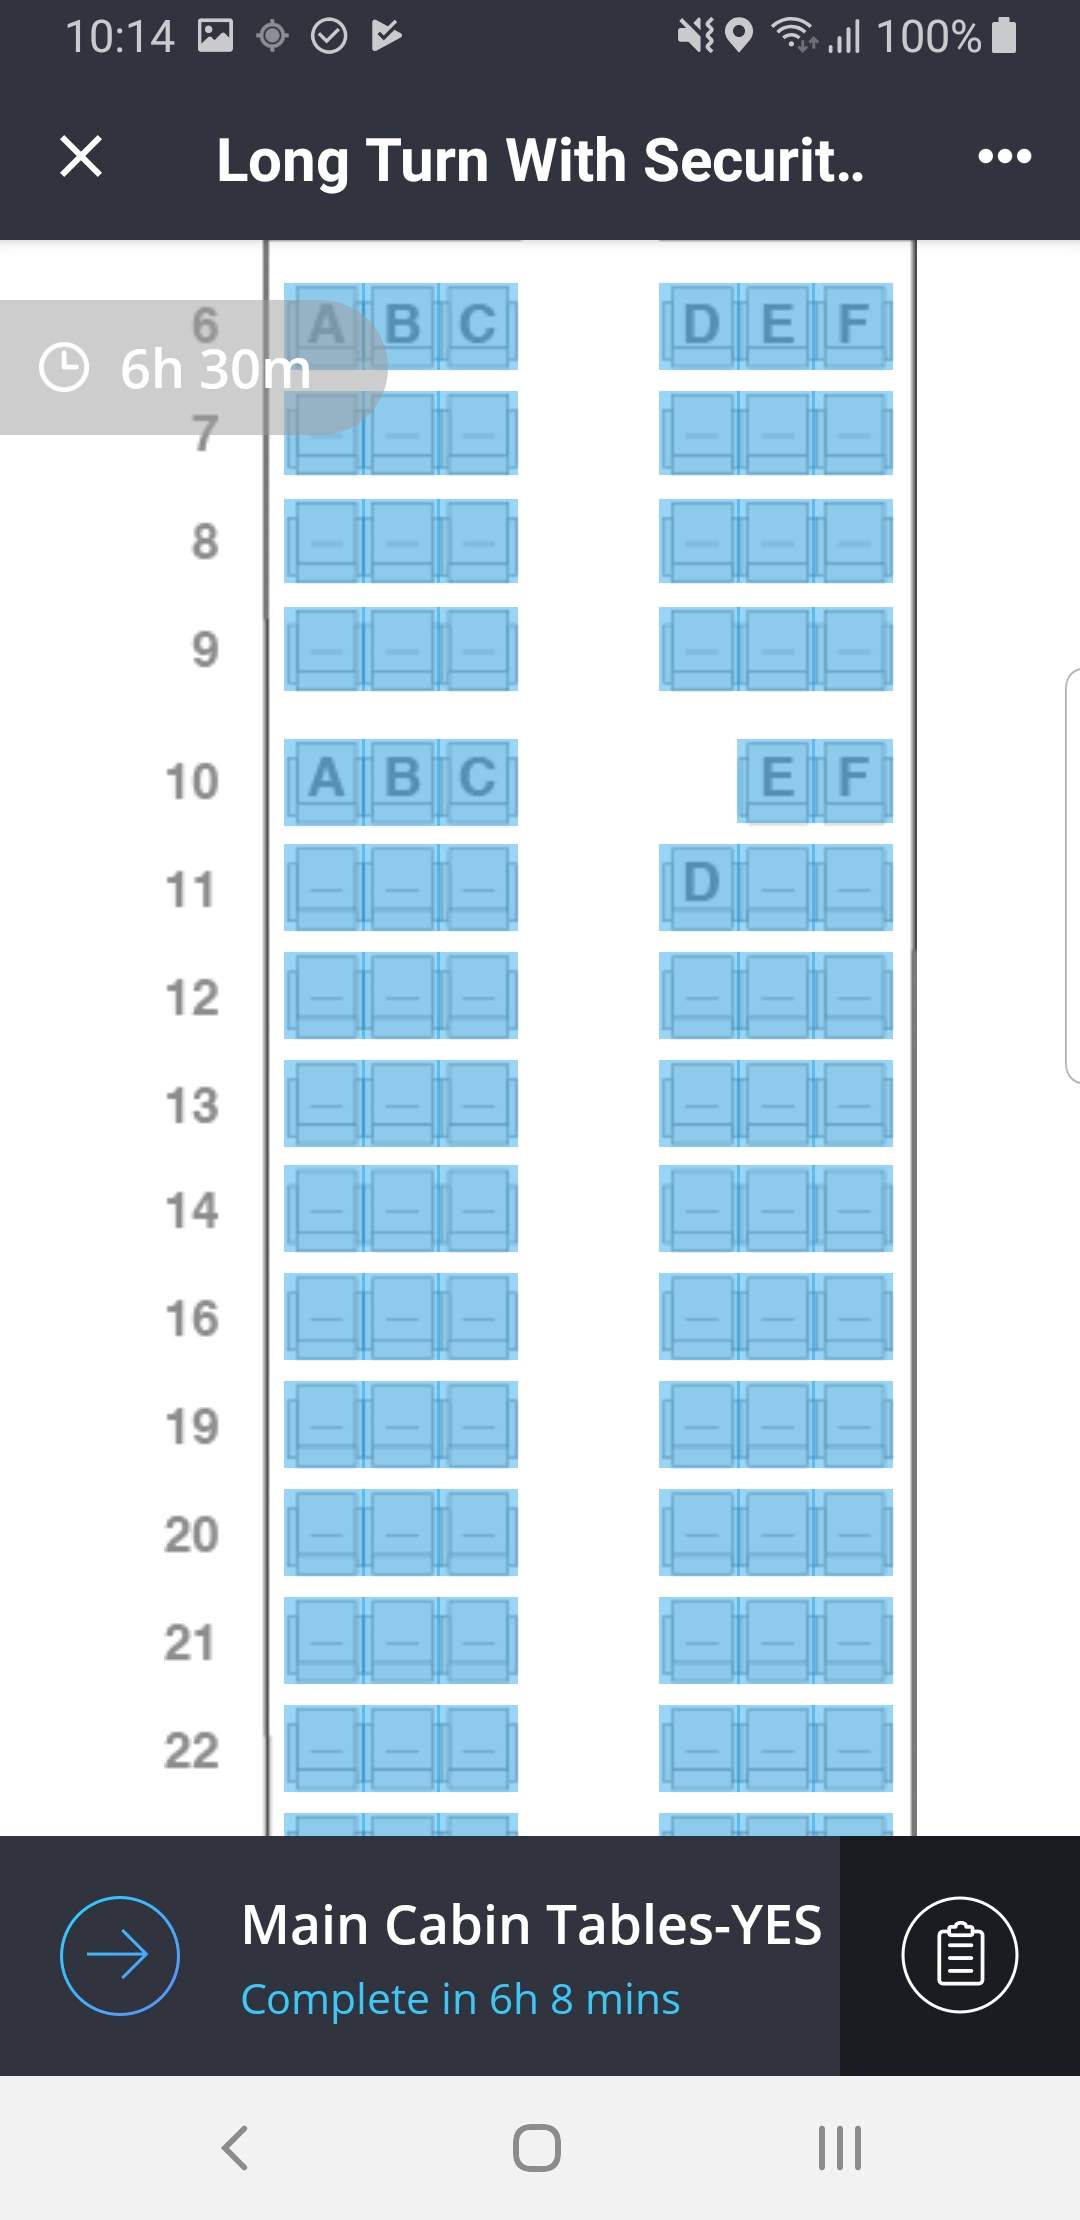 10:14 100%
Long Turn With Securit..
6 A B C D E F
6h 30m
7
8
9
10 A B C E F
11 D
12
13
14
16
19
20
21
22
Main Cabin Tables-YES
Complete in 6h 8 mins